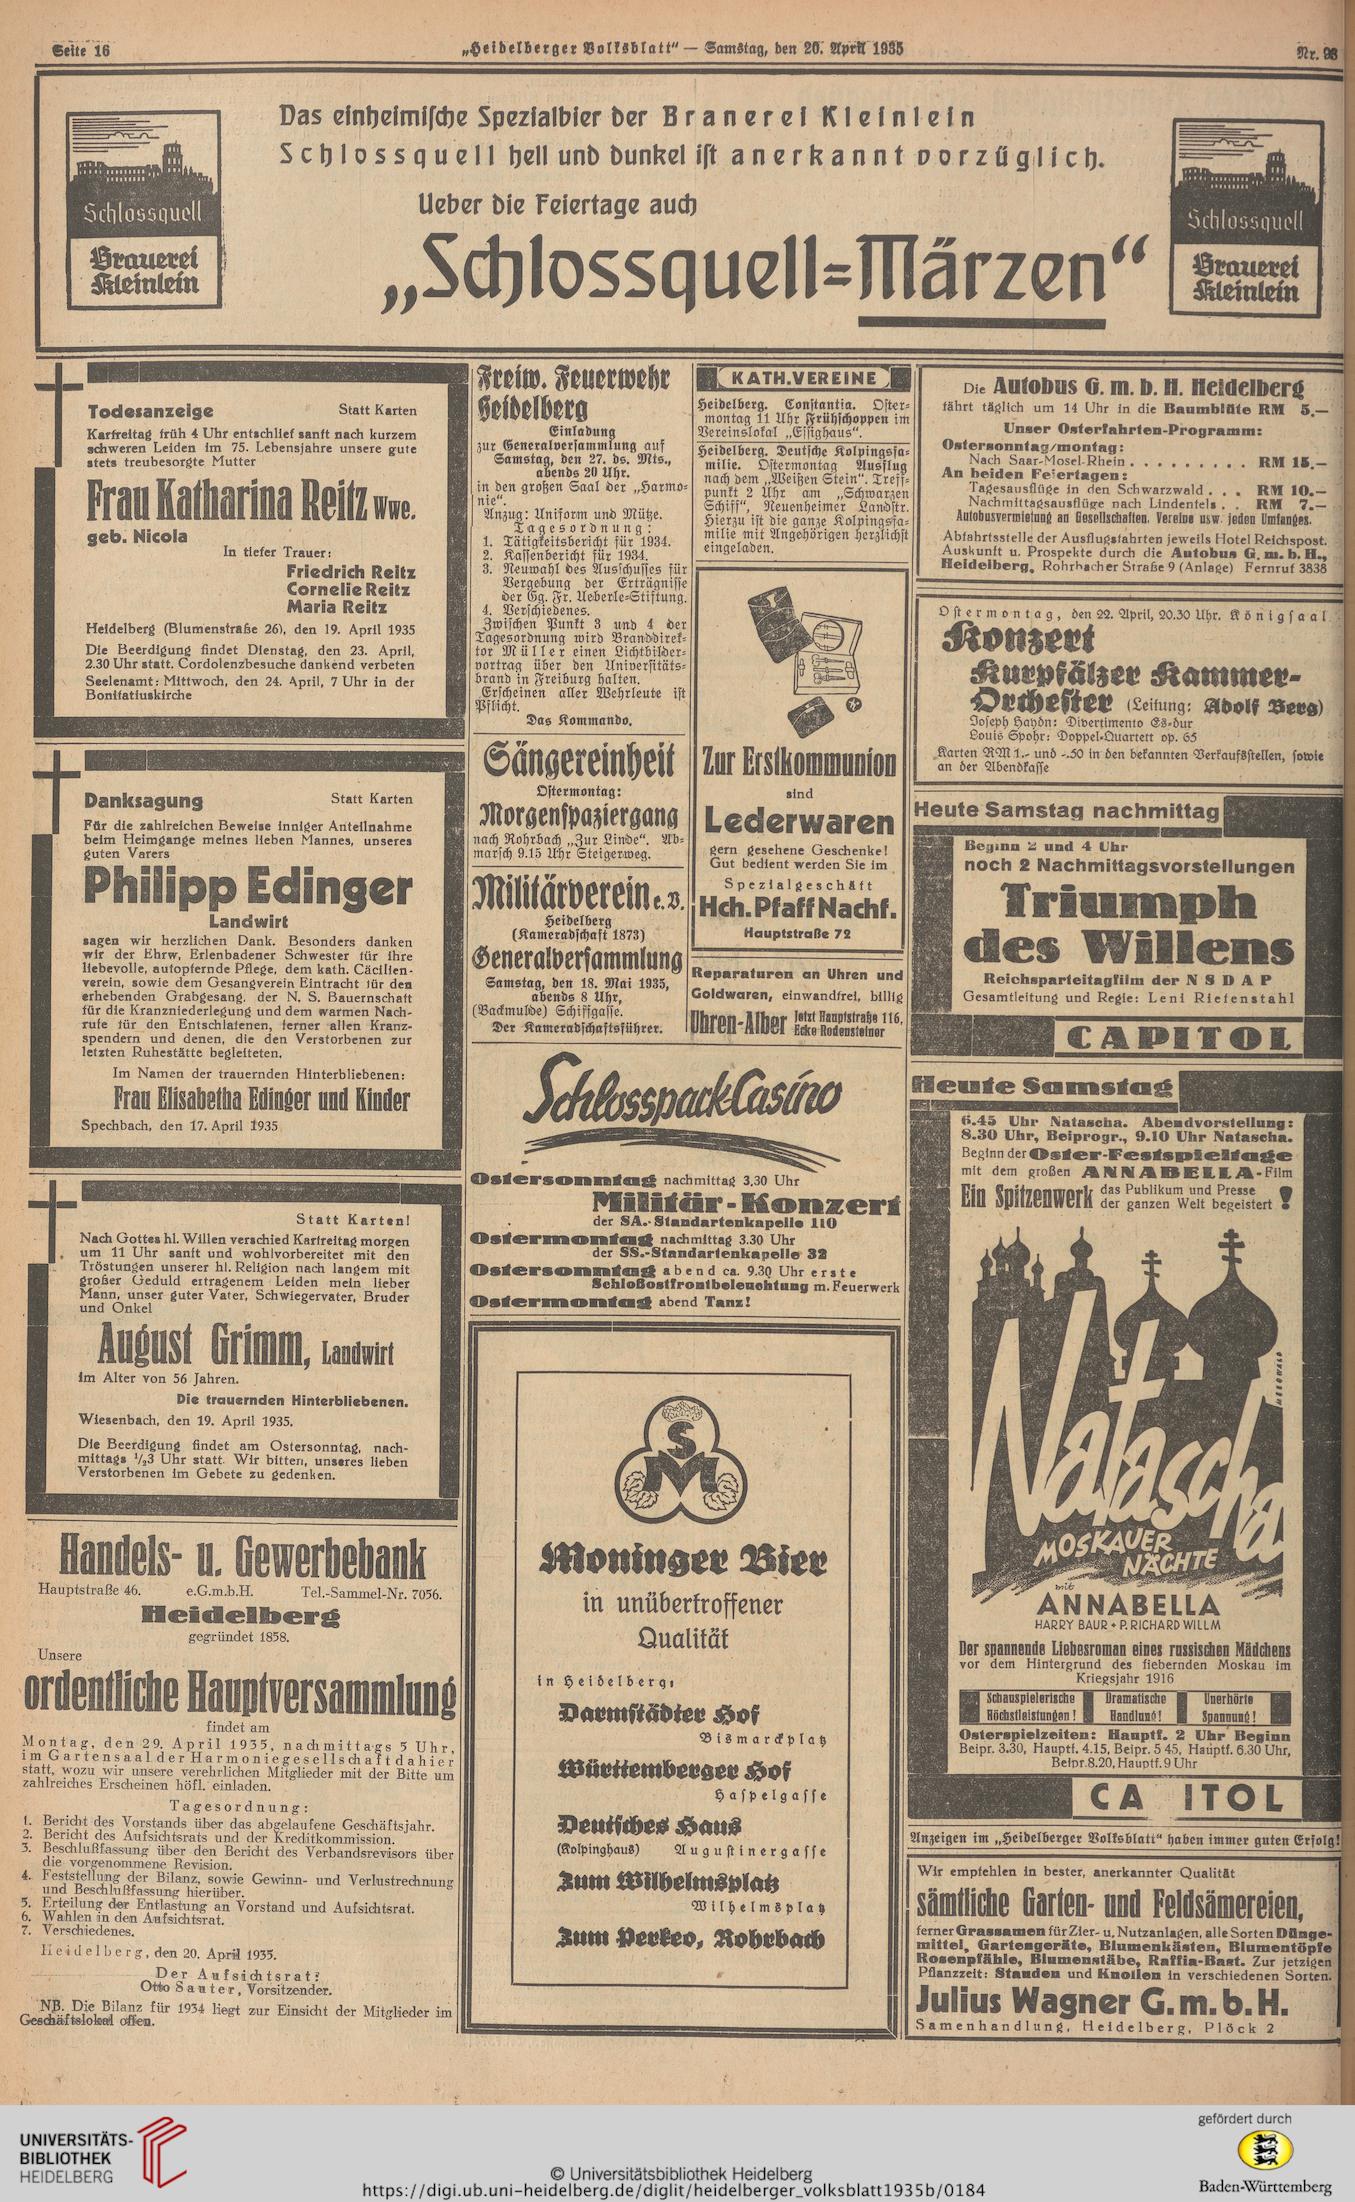 Seite 16
„Heidelberger Volksblatt“ — Samstag, den 20. April 1935
Nr. 93
Schlossquell
Brauerei
Kleinlein
Das einheimische Spezialbier der Branerei Kleinlein
Schlossquell hell und dunkel ist anerkannt vorzüglich.
Ueber die Feiertage auch
„Schlossquell=Märzen“
Schlossquell
Brauerei
Kleinlein
Todesanzeige Statt Karten
Karfreitag früh 4 Uhr entschlief sanft nach kurzem
schweren Leiden im 75. Lebensjahre unsere gute
stets treubesorgte Mutter
Frau Katharina Reitz Wwe.
geb. Nicola
In tiefer Trauer:
Friedrich Reitz
Cornelie Reitz
Maria Reitz
Heidelberg (Blumenstraße 26), den 19. April 1935
Die Beerdigung findet Dienstag, den 23. April,
2.30 Uhr statt. Cordolenzbesuche dankend verbeten
Seelenamt: Mittwoch, den 24. April, 7 Uhr in der
Bonifatiuskirche
Danksagung Statt Karten
Für die zahlreichen Beweise inniger Anteilnahme
beim Heimgange meines lieben Mannes, unseres
guten Varers
Philipp Edinger
Landwirt
sagen wir herzlichen Dank. Besonders danken
wir der Ehrw, Erlenbadener Schwester für ihre
liebevolle, autopfernde Pflege, dem kath. Cäcilien-
verein, sowie dem Gesangverein Eintracht für den
erhebenden Grabgesang, der N. S. Bauernschaft
für die Kranzniederlegung und dem warmen Nach-
rufe für den Entschlafenen, ferner allen Kranz-
spendern und denen, die den Verstorbenen zur
letzten Ruhestätte begleiteten.
Im Namen der trauernden Hinterbliebenen:
Frau Elisabetha Edinger und Kinder
Spechbach, den 17. April 1935
Statt Karten!
Nach Gottes hl. Willen verschied Karfreitag morgen
um 11 Uhr sanft und wohlvorbereitet mit den
Tröstungen unserer hl. Religion nach langem mit
großer Geduld ertragenem Leiden mein lieber
Mann, unser guter Vater, Schwiegervater, Bruder
und Onkel
August Grimm, Landwirt
im Alter von 56 Jahren.
Die trauernden Hinterbliebenen.
Wiesenbach, den 19. April 1935.
Die Beerdigung findet am Ostersonntag, nach-
mittags ½3 Uhr statt. Wir bitten, unseres lieben
Verstorbenen im Gebete zu gedenken.
Handels- u. Gewerbebank
Hauptstraße 46. e.G.m.b.H. Tel.-Sammel-Nr. 7056.
Heidelberg
gegründet 1858.
Unsere
ordentliche Hauptversammlung
findet am
Montag, den 29. April 1935, nachmittags 5 Uhr,
im Gartensaal der Harmoniegesellschaft dahier
statt, wozu wir unsere verehrlichen Mitglieder mit der Bitte um
zahlreiches Erscheinen höfl. einladen.
Tagesordnung:
1. Bericht des Vorstands über das abgelaufene Geschäftsjahr.
2. Bericht des Aufsichtsrats und der Kreditkommission.
3. Beschlußfassung über den Bericht des Verbandsrevisors über
die vorgenommene Revision.
4. Feststellung der Bilanz, sowie Gewinn- und Verlustrechnung
und Beschlußfassung hierüber.
5. Erteilung der Entlastung an Vorstand und Aufsichtsrat.
6. Wahlen in den Aufsichtsrat.
7. Verschiedenes.
Heidelberg, den 20. April 1935.
Der Aufsichtsrat:
Otto Sauter, Vorsitzender.
NB. Die Bilanz für 1934 liegt zur Einsicht der Mitglieder im
Geschäftslokal offen.
Freiw. Feuerwehr
Heidelberg
Einladung
zur Generalversammlung auf
Samstag, den 27. ds. Mts.,
abends 20 Uhr.
in den großen Saal der „Harmo-
nie“.
Anzug: Uniform und Mütze.
Tagesordnung:
1. Tätigkeitsbericht für 1934.
2. Kassenbericht für 1934.
3. Neuwahl des Ausschusses für
Vergebung der Erträgnisse
der Gg. Fr. Ueberle-Stiftung.
4. Verschiedenes.
Zwischen Punkt 3 und 4 der
Tagesordnung wird Branddirek-
tor Müller einen Lichtbilder-
vortrag über den Universitäts-
brand in Freiburg halten.
Erscheinen aller Wehrleute ist
Pflicht.
Das Kommando.
Sängereinheit
Ostermontag:
Morgenspaziergang
nach Rohrbach „Zur Linde“. Ab-
marsch 9.15 Uhr Steigerweg.
Militärverein e. V.
Heidelberg
(Kameradschaft 1873)
Generalversammlung
Samstag, den 18. Mai 1935,
abends 8 Uhr,
(Backmulde) Schiffgasse.
Der Kameradschaftsführer.
KATH. VEREINE
Heidelberg. Constantia. Oster-
montag 11 Uhr Frühschoppen im
Vereinslokal „Essighaus“.
Heidelberg. Deutsche Kolpingsfa-
milie. Ostermontag Ausflug
nach dem „Weißen Stein“. Treff-
punkt 2 Uhr am „Schwarzen
Schiff“, Neuenheimer Landstr.
Hierzu ist die ganze Kolpingsfa-
milie mit Angehörigen herzlichst
eingeladen.
Zur Erstkommunion
sind
Lederwaren
gern gesehene Geschenke!
Gut bedient werden Sie im
Spezialgeschäft
Hch. Pfaff Nachf.
Hauptstraße 72
Reparaturen an Uhren und
Goldwaren, einwandfrei, billig
Uhren-Alber Jetzt Hauptstraße 116,
Ecke Rodensteiner
Schlosspark-Casino
Ostersonntag nachmittag 3,30 Uhr
Militär-Konzert
der SA.-Standartenkapelle 110
Ostermontag nachmittag 3.30 Uhr
der SS.-Standartenkapelle 32
Ostersonntag abend ca. 9.30 Uhr erste
Schloßostfrontbeleuchtung m. Feuerwerk
Ostermontag abend Tanz!
S
M
Moninger Bier
in unübertroffener
Qualität
in Heidelberg:
Darmstädter Hof
Bismarckplatz
Württemberger Hof
Haspelgasse
Deutsches Haus
(Kolpinghaus) Augustinergasse
Zum Wilhelmsplatz
Wilhelmsplatz
Zum Perkeo, Rohrbach
Die Autobus G. m. b. H. Heidelberg
fährt täglich um 14 Uhr in die Baumblüte RM 5.—
Unser Osterfahrten-Programm:
Ostersonntag/montag:
Nach Saar-Mosel-Rhein . . . . . . . . . RM 15.—
An beiden Feiertagen:
Tagesausflüge in den Schwarzwald . . . RM 10.—
Nachmittagsausflüge nach Lindenfels . . RM 7.—
Autobusvermietung an Gesellschaften, Vereine usw. jeden Umfanges.
Abfahrtsstelle der Ausflugsfahrten jeweils Hotel Reichspost.
Auskunft u. Prospekte durch die Autobus G. m. b. H.,
Heidelberg, Rohrbacher Straße 9 (Anlage) Fernruf 3838
Ostermontag, den 22. April, 20.30 Uhr. Königsaal
Konzert
Kurpfälzer Kammer-
Orchester (Leitung: Adolf Berg)
Joseph Haydn: Divertimento Es-dur
Louis Spohr: Doppel-Quartett op. 65
Karten RM 1.- und -.50 in den bekannten Verkaufsstellen, sowie
an der Abendkasse
Heute Samstag nachmittag
Beginn 2 und 4 Uhr
noch 2 Nachmittagsvorstellungen
Triumph
des Willens
Reichsparteitagfilm der NSDAP
Gesamtleitung und Regie: Leni Riefenstahl
CAPITOL
Heute Samstag
6.45 Uhr Natascha. Abendvorstellung:
8.30 Uhr, Beiprogr., 9.10 Uhr Natascha.
Beginn der Oster-Festspieltage
mit dem großen ANNABELLA-Film
Ein Spitzenwerk das Publikum und Presse
der ganzen Welt begeistert !
Natascha
MOSKAUER
NÄCHTE
mit
ANNABELLA
HARRY BAUR + P. RICHARD WILLM
Der spannende Liebesroman eines russischen Mädchens
vor dem Hintergrund des fiebernden Moskau im
Kriegsjahr 1916
Schauspielerische Höchstleistungen!
Dramatische Handlung!
Unerhörte Spannung!
Osterspielzeiten: Hauptf. 2 Uhr Beginn
Beipr. 3.30, Hauptf. 4.15, Beipr. 5 45, Hauptf. 6.30 Uhr,
Beipr. 8.20, Hauptf. 9 Uhr
CA ITOL
Anzeigen im „Heidelberger Volksblatt“ haben immer guten Erfolg!
Wir empfehlen in bester, anerkannter Qualität
sämtliche Garten- und Feldsämereien,
ferner Grassamen für Zier- u. Nutzanlagen, alle Sorten Dünge-
mittel, Gartengeräte, Blumenkästen, Blumentöpfe
Rosenpfähle, Blumenstäbe, Raffia-Bast. Zur jetzigen
Pflanzzeit: Stauden und Knollen in verschiedenen Sorten.
Julius Wagner G. m. b. H.
Samenhandlung, Heidelberg, Plöck 2
UNIVERSITÄTS-
BIBLIOTHEK
HEIDELBERG
© Universitätsbibliothek Heidelberg
https://digi.ub.uni-heidelberg.de/diglit/heidelberger_volksblatt1935b/0184
gefördert durch
Baden-Württemberg